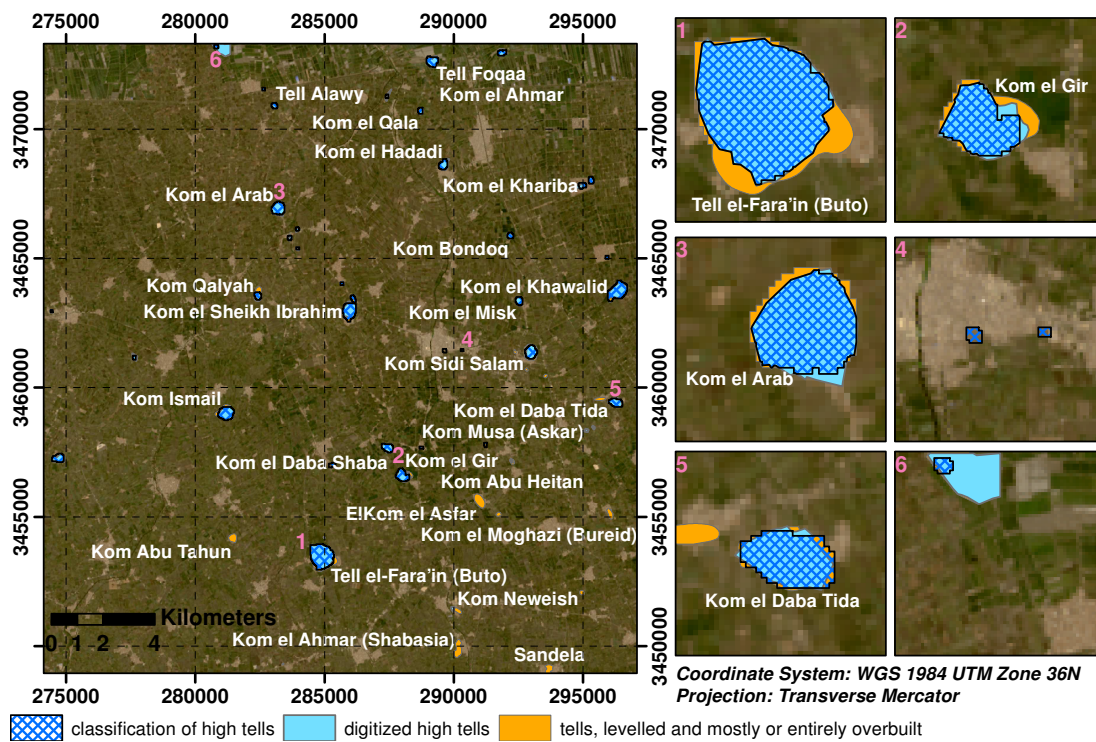 275000 280000 285000 290000 295000
6
Tell Foqaa
Tell Alawy
Kom el Ahmar
3470000
3470000
Kom el Qala
Kom el Hadadi
Kom el Arab
3
Kom el Khariba
3465000
3465000
Kom Bondoq
Kom Qalyah
Kom el Khawalid
Kom el Sheikh Ibrahim
Kom el Misk
4
Kom Sidi Salam
3460000
3460000
5
Kom Ismail
Kom el Daba Tida
Kom Musa (Askar)
2
Kom el Daba Shaba
Kom el Gir
Kom Abu Heitan
3455000
3455000
ElKom el Asfar
Kom el Moghazi (Bureid)
Kom Abu Tahun
1
Tell el-Fara'in (Buto)
Kom Neweish
Kilometers
0 1 2 4
Kom el Ahmar (Shabasia)
Sandela
3450000
3450000
275000 280000 285000 290000 295000
1
Tell el-Fara'in (Buto)
2
Kom el Gir
3
Kom el Arab
4
5
Kom el Daba Tida
6
Coordinate System: WGS 1984 UTM Zone 36N
Projection: Transverse Mercator
classification of high tells digitized high tells tells, levelled and mostly or entirely overbuilt